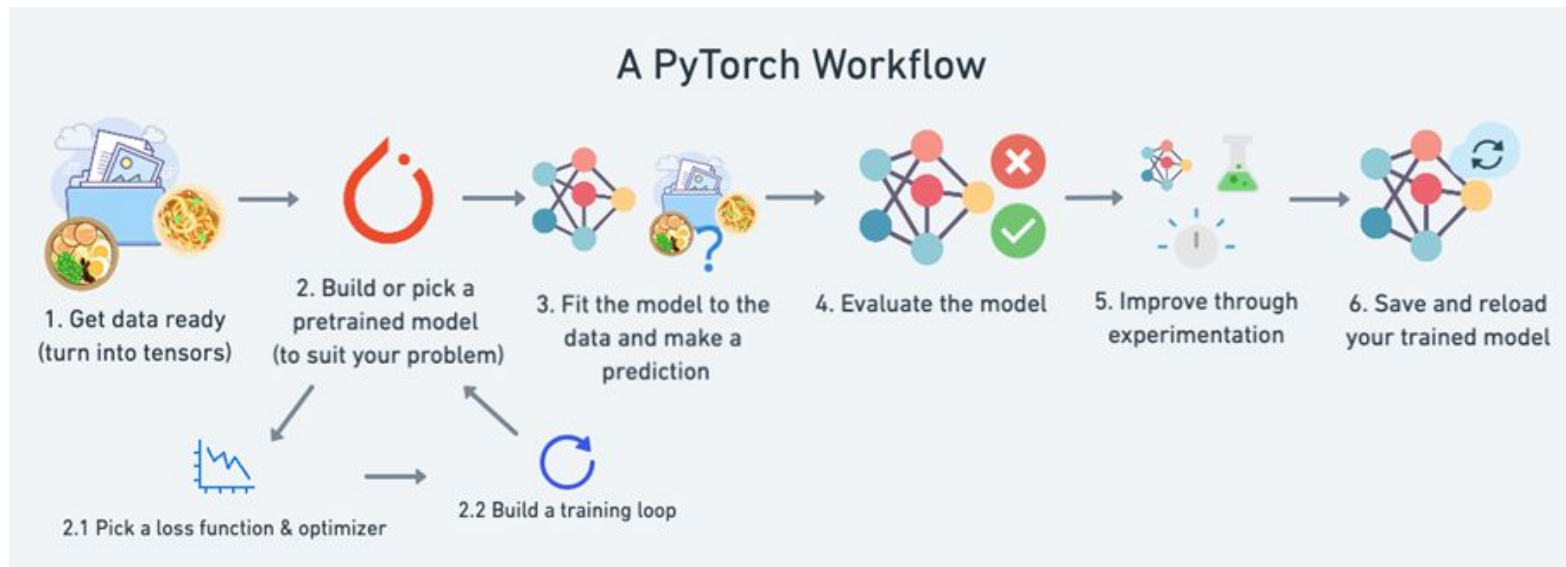 A PyTorch Workflow
1. Get data ready
(turn into tensors)
2. Build or pick a
pretrained model
(to suit your problem)
3. Fit the model to the
data and make a
prediction
4. Evaluate the model
5. Improve through
experimentation
6. Save and reload
your trained model
2.1 Pick a loss function & optimizer
2.2 Build a training loop